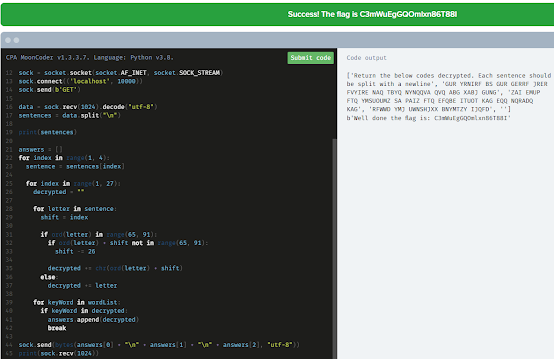 Success! The flag is C3mWuEgGQOmlxn86T88I
CPA MoonCoder v1.3.3.7. Language: Python v3.8.
Submit code
12 sock = socket.socket(socket.AF_INET, socket.SOCK_STREAM)
13 sock.connect(('localhost', 10000))
14 sock.send(b'GET')
15
16 data = sock.recv(1024).decode("utf-8")
17 sentences = data.split("\n")
18
19 print(sentences)
20
21 answers = []
22 for index in range(1, 4):
23 sentence = sentences[index]
24
25 for index in range(1, 27):
26 decrypted = ""
27
28 for letter in sentence:
29 shift = index
30
31 if ord(letter) in range(65, 91):
32 if ord(letter) + shift not in range(65, 91):
33 shift -= 26
34
35 decrypted += chr(ord(letter) + shift)
36 else:
37 decrypted += letter
38
39 for keyWord in wordList:
40 if keyWord in decrypted:
41 answers.append(decrypted)
42 break
43
44 sock.send(bytes(answers[0] + "\n" + answers[1] + "\n" + answers[2], "utf-8"))
45 print(sock.recv(1024))
Code output
['Return the below codes decrypted. Each sentence should
be split with a newline', 'GUR YRNIRF BS GUR GERRF JRER
FVYIRE NAQ TBYQ NYNQQVA QVQ ABG XABJ GUNG', 'ZAI EMUP
FTQ YMSUOUMZ SA PAIZ FTQ EFQBE ITUOT KAG EQQ NQRADQ
KAG', 'RFWWD YMJ UWNSHJXX BNYMTZY IJQFD', '']
b'Well done the flag is: C3mWuEgGQOmlxn86T88I'